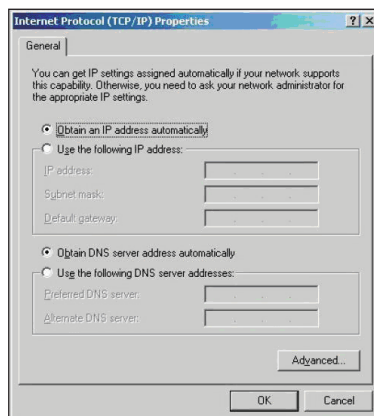 Internet Protocol (TCP/IP) Properties
General
You can get IP settings assigned automatically if your network supports
this capability. Otherwise, you need to ask your network administrator for
the appropriate IP settings.
Obtain an IP address automatically
Use the following IP address:
IP address:
Subnet mask:
Default gateway:
Obtain DNS server address automatically
Use the following DNS server addresses:
Preferred DNS server:
Alternate DNS server:
Advanced...
OK
Cancel